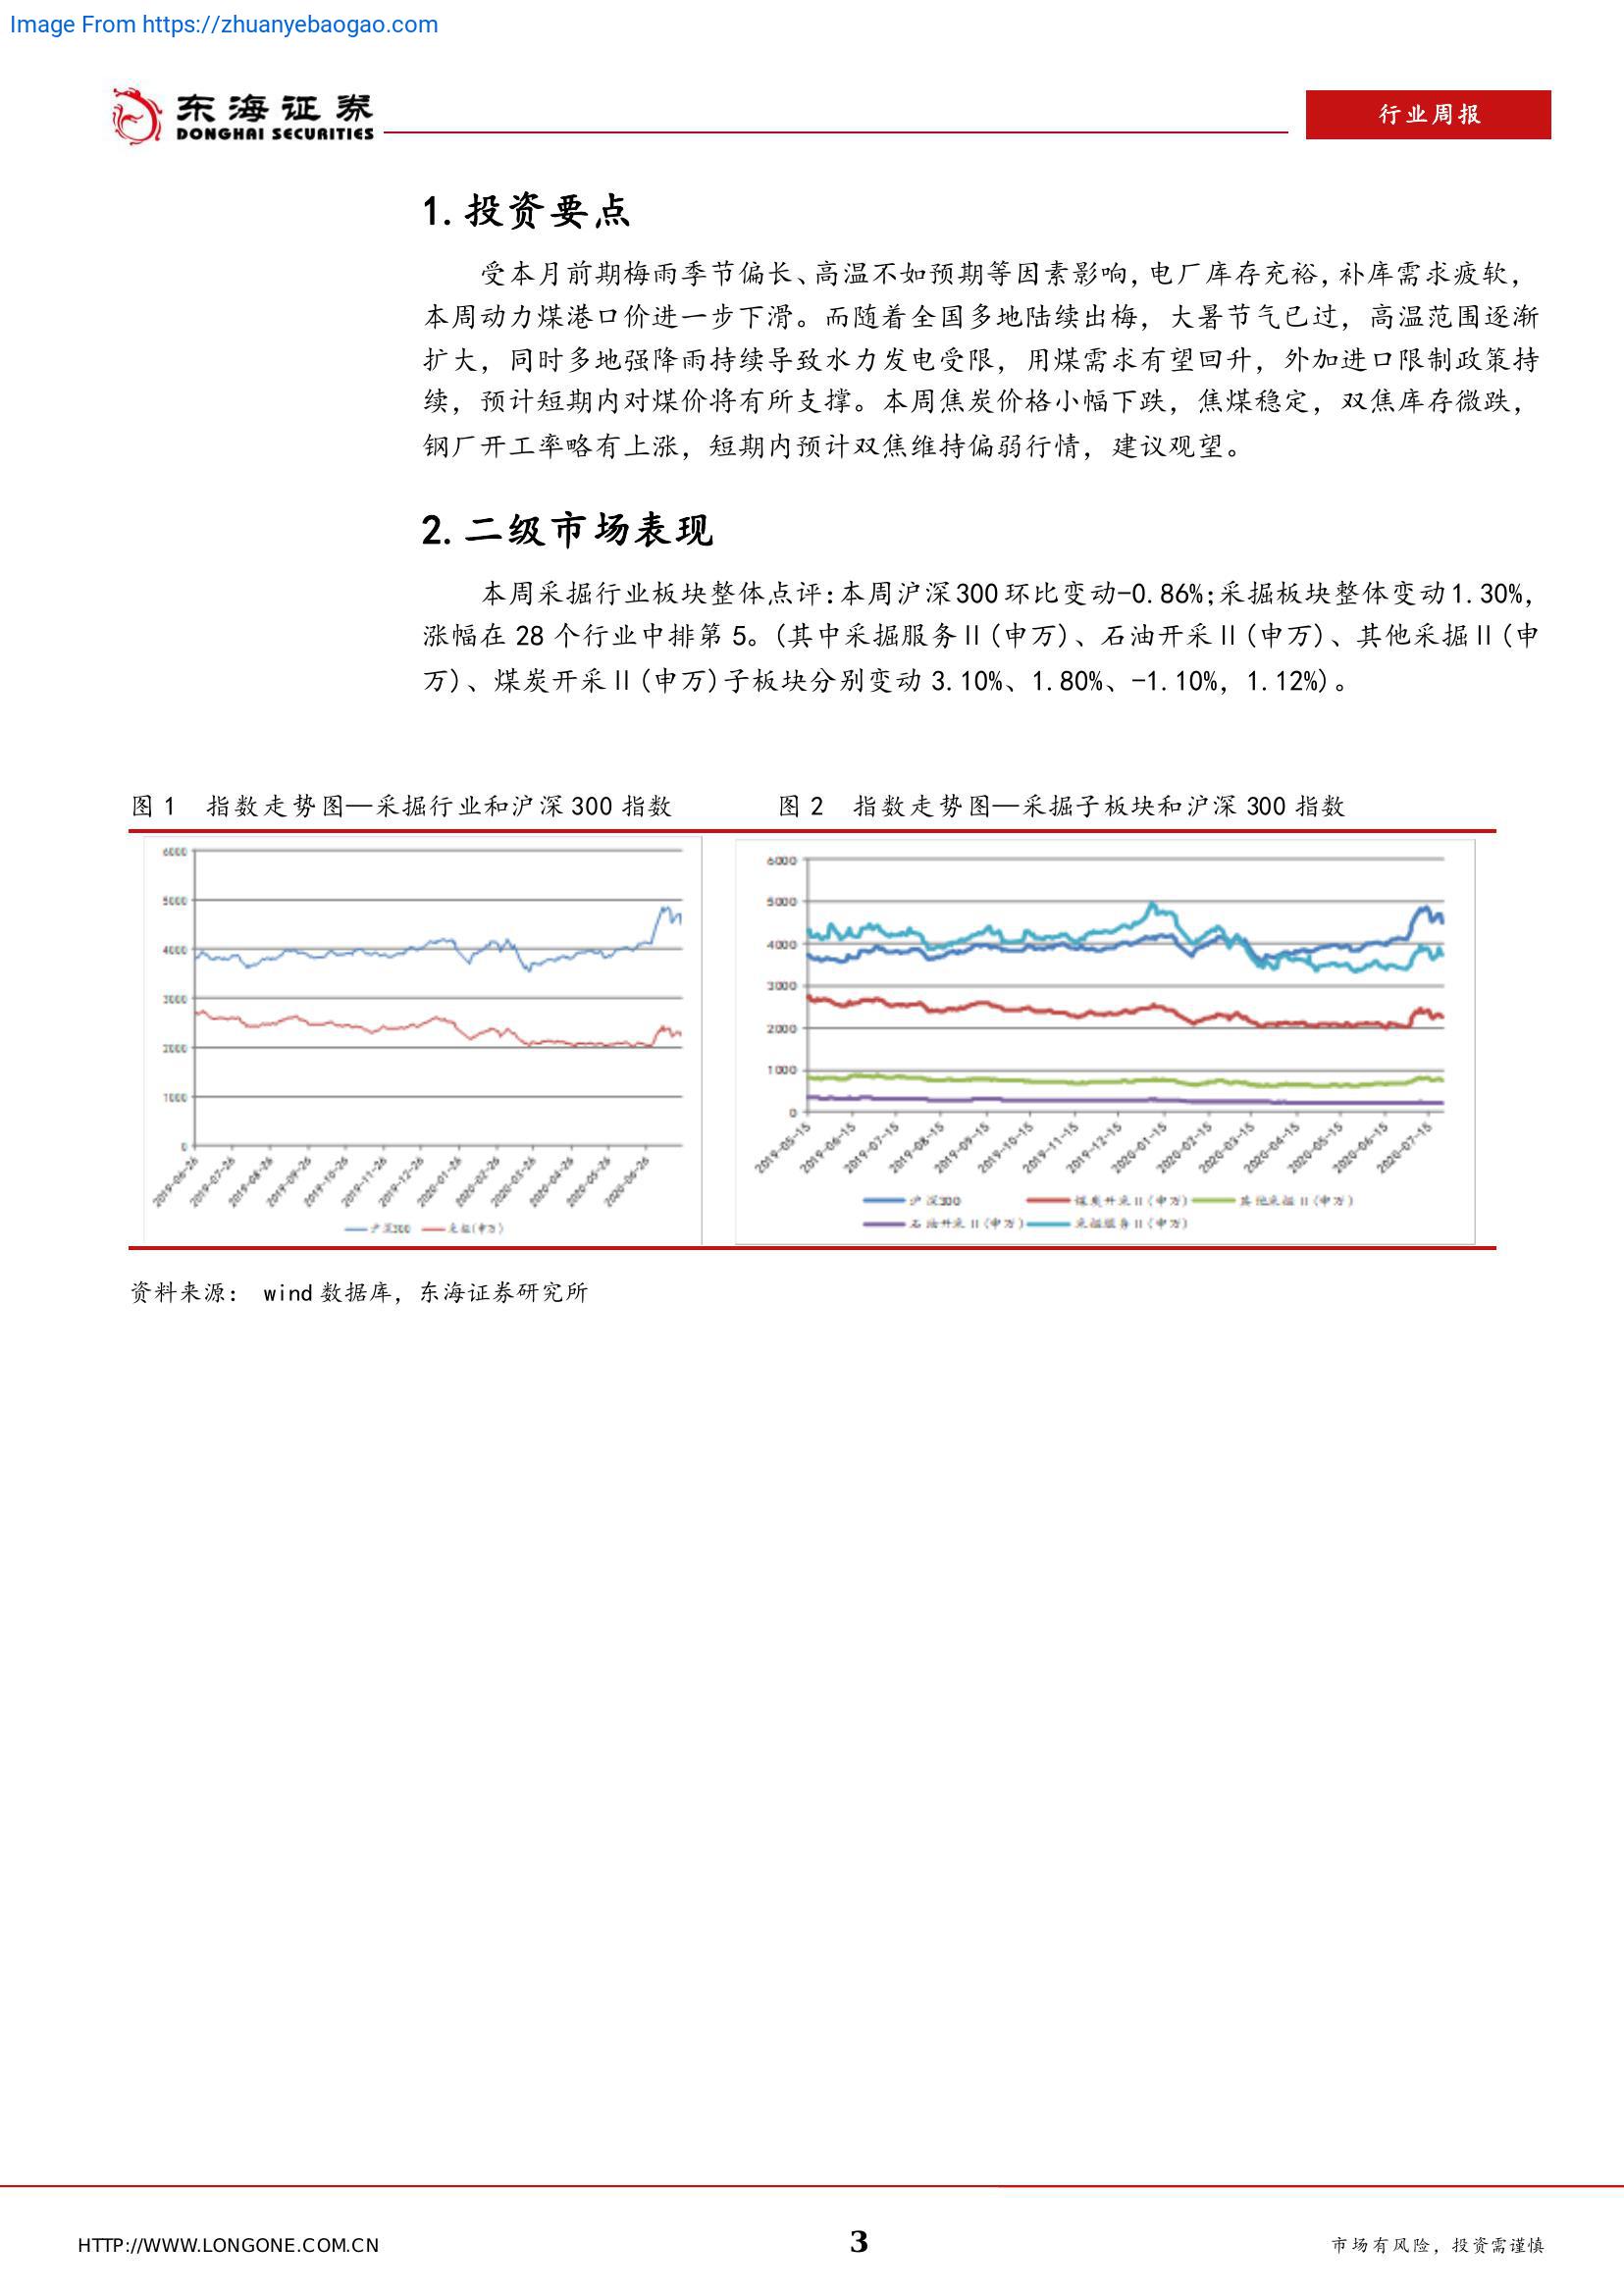 Image From https://zhuanyebaogao.com
东海证券
DONGHAI SECURITIES
行业周报
1. 投资要点
受本月前期梅雨季节偏长、高温不如预期等因素影响，电厂库存充裕，补库需求疲软，
本周动力煤港口价进一步下滑。而随着全国多地陆续出梅，大暑节气已过，高温范围逐渐
扩大，同时多地强降雨持续导致水力发电受限，用煤需求有望回升，外加进口限制政策持
续，预计短期内对煤价将有所支撑。本周焦炭价格小幅下跌，焦煤稳定，双焦库存微跌，
钢厂开工率略有上涨，短期内预计双焦维持偏弱行情，建议观望。
2. 二级市场表现
本周采掘行业板块整体点评：本周沪深300环比变动-0.86%；采掘板块整体变动1.30%，
涨幅在 28 个行业中排第 5。（其中采掘服务Ⅱ(申万)、石油开采Ⅱ(申万)、其他采掘Ⅱ(申
万)、煤炭开采Ⅱ(申万)子板块分别变动 3.10%、1.80%、-1.10%，1.12%）。
图 1 指数走势图—采掘行业和沪深 300 指数
图 2 指数走势图—采掘子板块和沪深 300 指数
6000
5000
4000
3000
2000
1000
0
2019-06-26
2019-07-26
2019-08-26
2019-09-26
2019-10-26
2019-11-26
2019-12-26
2020-01-26
2020-02-26
2020-03-26
2020-04-26
2020-05-26
2020-06-26
沪深300 采掘(申万)
6000
5000
4000
3000
2000
1000
0
2019-05-15
2019-06-15
2019-07-15
2019-08-15
2019-09-15
2019-10-15
2019-11-15
2019-12-15
2020-01-15
2020-02-15
2020-03-15
2020-04-15
2020-05-15
2020-06-15
2020-07-15
沪深300 煤炭开采Ⅱ(申万) 其他采掘Ⅱ(申万)
石油开采Ⅱ(申万) 采掘服务Ⅱ(申万)
资料来源： wind 数据库，东海证券研究所
HTTP://WWW.LONGONE.COM.CN
3
市场有风险，投资需谨慎